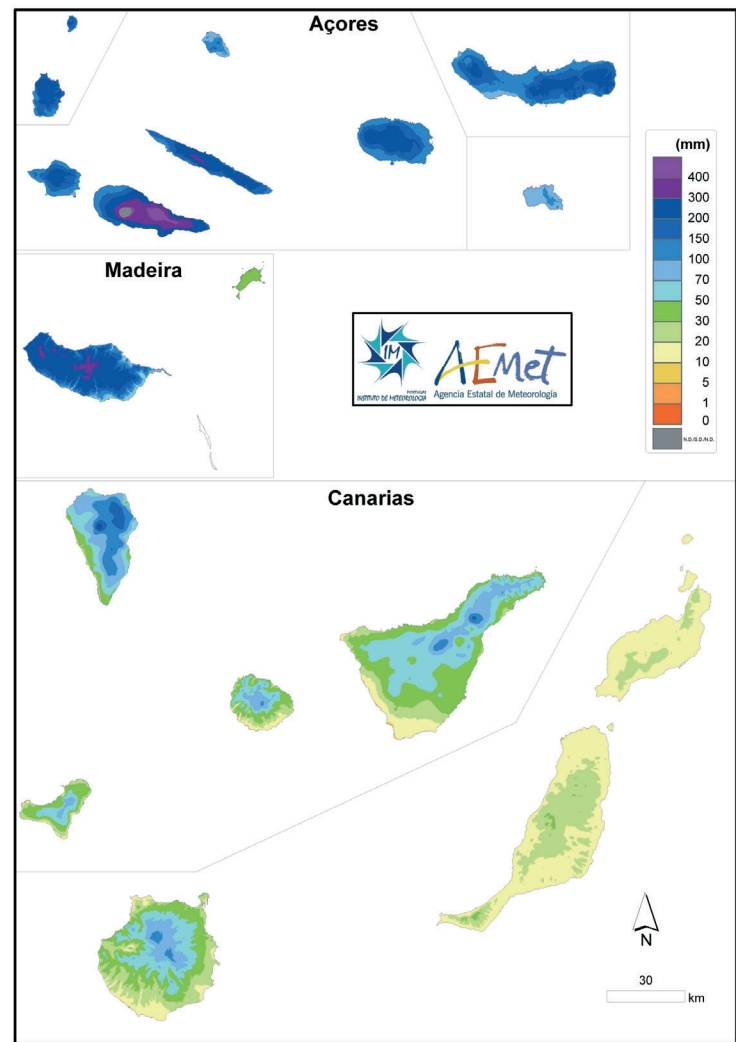 Açores
(mm)
400
300
200
150
100
70
50
30
20
10
5
1
0
Madeira
IM
INSTITUTO DE METEOROLOGIA
AEMet
Agencia Estatal de Meteorología
Canarias
N
30
km